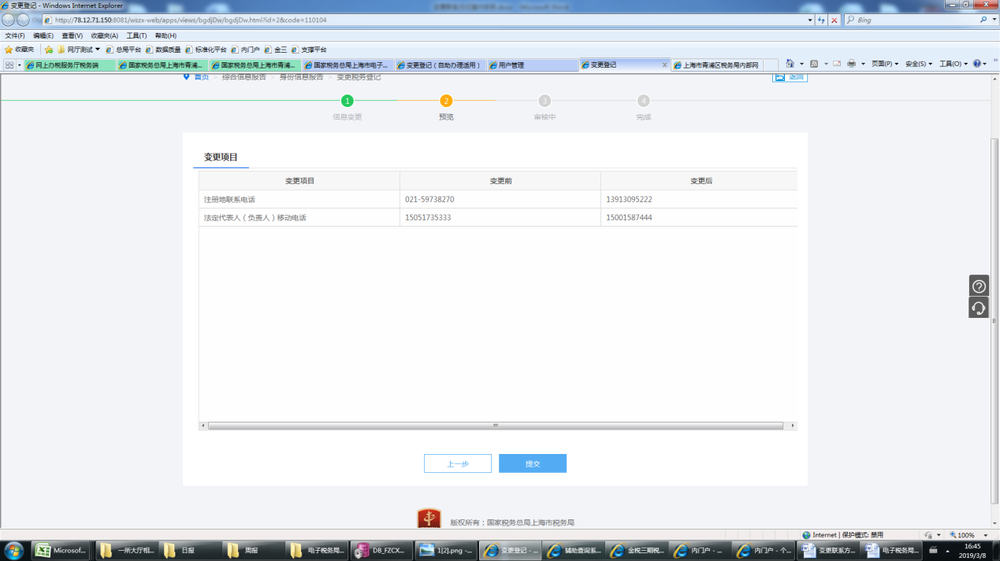 变更登记 - Windows Internet Explorer
http://78.12.71.150:8081/wszx-web/apps/views/bgdjDw/bgdjDw.html?id=2&code=110104
Bing
文件(F) 编辑(E) 查看(V) 收藏夹(A) 工具(T) 帮助(H)
收藏夹 网厅测试 总局平台 数据质量 标准化平台 内门户 金三 支撑平台
网上办税服务厅税务端 国家税务总局上海市青浦... 国家税务总局上海市青浦... 国家税务总局上海市电子... 变更登记（自助办理适用） 用户管理 变更登记 上海市青浦区税务局内部网 页面(P) 安全(S) 工具(O)
首页 > 综合信息报告 > 身份信息报告 > 变更税务登记 返回
1 2 3 4
信息变更 预览 审核中 完成
变更项目
变更项目 变更前 变更后
注册地联系电话 021-59738270 13913095222
法定代表人（负责人）移动电话 15051735333 15001587444
上一步 提交
版权所有：国家税务总局上海市税务局
Internet | 保护模式: 禁用 100%
Microsof... 一所大厅相... 日报 周报 电子税务局... DB_FZCX... 1[2].png -... 变更登记 - ... 辅助查询系... 金税三期税... 内门户 - ... 内门户 - 个... 变更联系方... 电子税务局... 16:45
2019/3/8